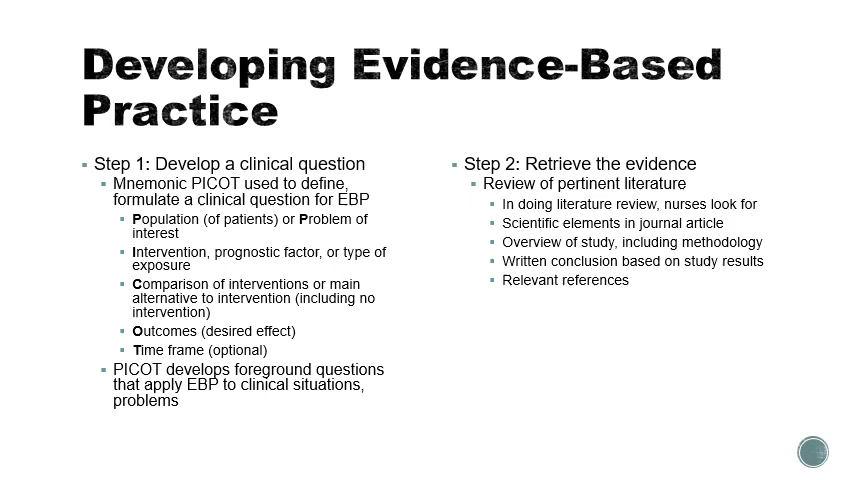 Developing Evidence-Based
Practice
Step 1: Develop a clinical question
Mnemonic PICOT used to define,
formulate a clinical question for EBP
Population (of patients) or Problem of
interest
Intervention, prognostic factor, or type of
exposure
Comparison of interventions or main
alternative to intervention (including no
intervention)
Outcomes (desired effect)
Time frame (optional)
PICOT develops foreground questions
that apply EBP to clinical situations,
problems
Step 2: Retrieve the evidence
Review of pertinent literature
In doing literature review, nurses look for
Scientific elements in journal article
Overview of study, including methodology
Written conclusion based on study results
Relevant references